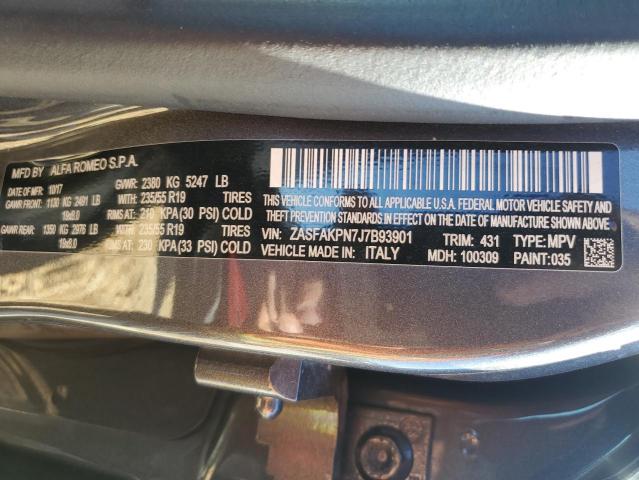 MFD BY ALFA ROMEO S.P.A.
DATE OF MFR: 10/17 GVWR: 2380 KG 5247 LB
GAWR FRONT: 1130 KG 2491 LB 235/55 R19 TIRES
19x8.0 RIMS AT: 210 KPA (30 PSI) COLD
GAWR REAR: 1350 KG 2976 LB 235/55 R19 TIRES
19x8.0 RIMS AT: 230 KPA (33 PSI) COLD
THIS VEHICLE CONFORMS TO ALL APPLICABLE U.S.A. FEDERAL MOTOR VEHICLE
SAFETY, BUMPER, AND THEFT PREVENTION STANDARDS IN EFFECT
ON THE DATE OF MANUFACTURE SHOWN ABOVE.
VIN: ZASFAKPN7J7B93901 TRIM: 431 TYPE: MPV
VEHICLE MADE IN: ITALY MDH: 100309 PAINT:035